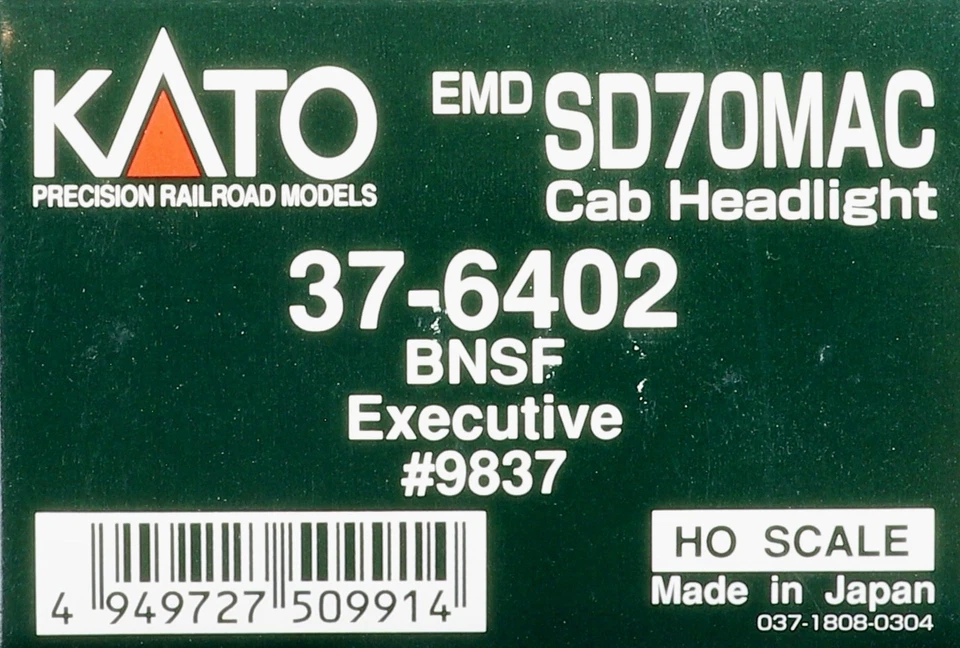 KATO
PRECISION RAILROAD MODELS
EMD SD70MAC
Cab Headlight
37-6402
BNSF
Executive
#9837
4 949727 509914
HO SCALE
Made in Japan
037-1808-0304